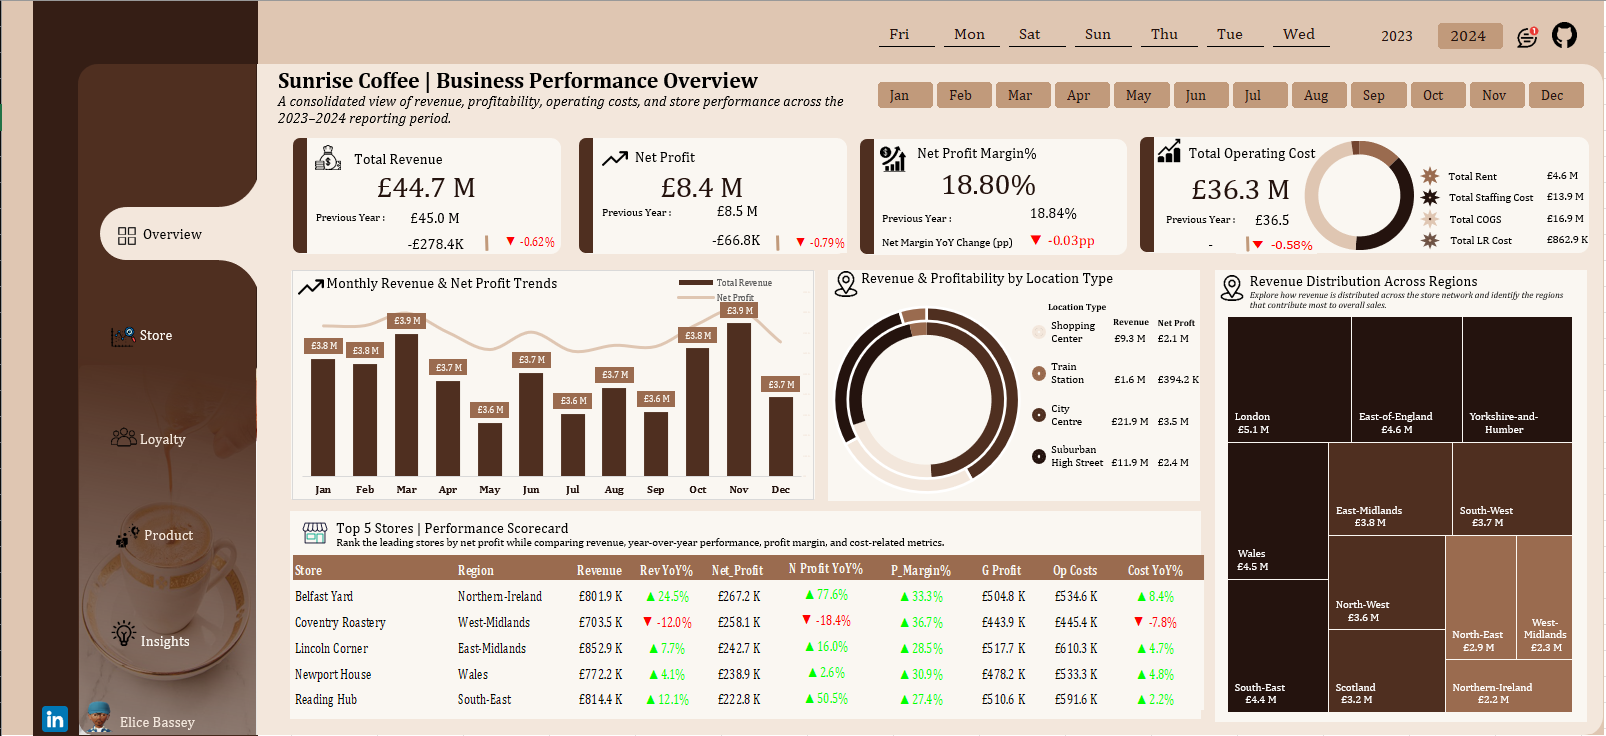 Fri Mon Sat Sun Thu Tue Wed 2023 2024 1
Sunrise Coffee | Business Performance Overview
A consolidated view of revenue, profitability, operating costs, and store performance across the
2023–2024 reporting period.
Jan Feb Mar Apr May Jun Jul Aug Sep Oct Nov Dec
Overview
Store
Loyalty
Product
Insights
in
Elice Bassey
Total Revenue
£44.7 M
Previous Year : £45.0 M
-£278.4K ▼ -0.62%
Net Profit
£8.4 M
Previous Year : £8.5 M
-£66.8K ▼ -0.79%
Net Profit Margin%
18.80%
Previous Year : 18.84%
Net Margin YoY Change (pp) ▼ -0.03pp
Total Operating Cost
£36.3 M
Previous Year : £36.5
- ▼ -0.58%
Total Rent £4.6 M
Total Staffing Cost £13.9 M
Total COGS £16.9 M
Total LR Cost £862.9 K
Monthly Revenue & Net Profit Trends
Total Revenue
Net Profit
£3.8 M £3.8 M £3.9 M £3.7 M £3.6 M £3.7 M £3.6 M £3.7 M £3.6 M £3.8 M £3.9 M £3.7 M
Jan Feb Mar Apr May Jun Jul Aug Sep Oct Nov Dec
Revenue & Profitability by Location Type
Location Type
Revenue Net Proft
Shopping
Center £9.3 M £2.1 M
Train
Station £1.6 M £394.2 K
City
Centre £21.9 M £3.5 M
Suburban
High Street £11.9 M £2.4 M
Revenue Distribution Across Regions
Explore how revenue is distributed across the store network and identify the regions
that contribute most to overall sales.
London
£5.1 M
East-of-England
£4.6 M
Yorkshire-and-
Humber
Wales
£4.5 M
South-East
£4.4 M
East-Midlands
£3.8 M
South-West
£3.7 M
North-West
£3.6 M
Scotland
£3.2 M
North-East
£2.9 M
West-
Midlands
£2.3 M
Northern-Ireland
£2.2 M
Top 5 Stores | Performance Scorecard
Rank the leading stores by net profit while comparing revenue, year-over-year performance, profit margin, and cost-related metrics.
Store Region Revenue Rev YoY% Net_Profit N Profit YoY% P_Margin% G Profit Op Costs Cost YoY%
Belfast Yard Northern-Ireland £801.9 K ▲ 24.5% £267.2 K ▲ 77.6% ▲ 33.3% £504.8 K £534.6 K ▲ 8.4%
Coventry Roastery West-Midlands £703.5 K ▼ -12.0% £258.1 K ▼ -18.4% ▲ 36.7% £443.9 K £445.4 K ▼ -7.8%
Lincoln Corner East-Midlands £852.9 K ▲ 7.7% £242.7 K ▲ 16.0% ▲ 28.5% £517.7 K £610.3 K ▲ 4.7%
Newport House Wales £772.2 K ▲ 4.1% £238.9 K ▲ 2.6% ▲ 30.9% £478.2 K £533.3 K ▲ 4.8%
Reading Hub South-East £814.4 K ▲ 12.1% £222.8 K ▲ 50.5% ▲ 27.4% £510.6 K £591.6 K ▲ 2.2%